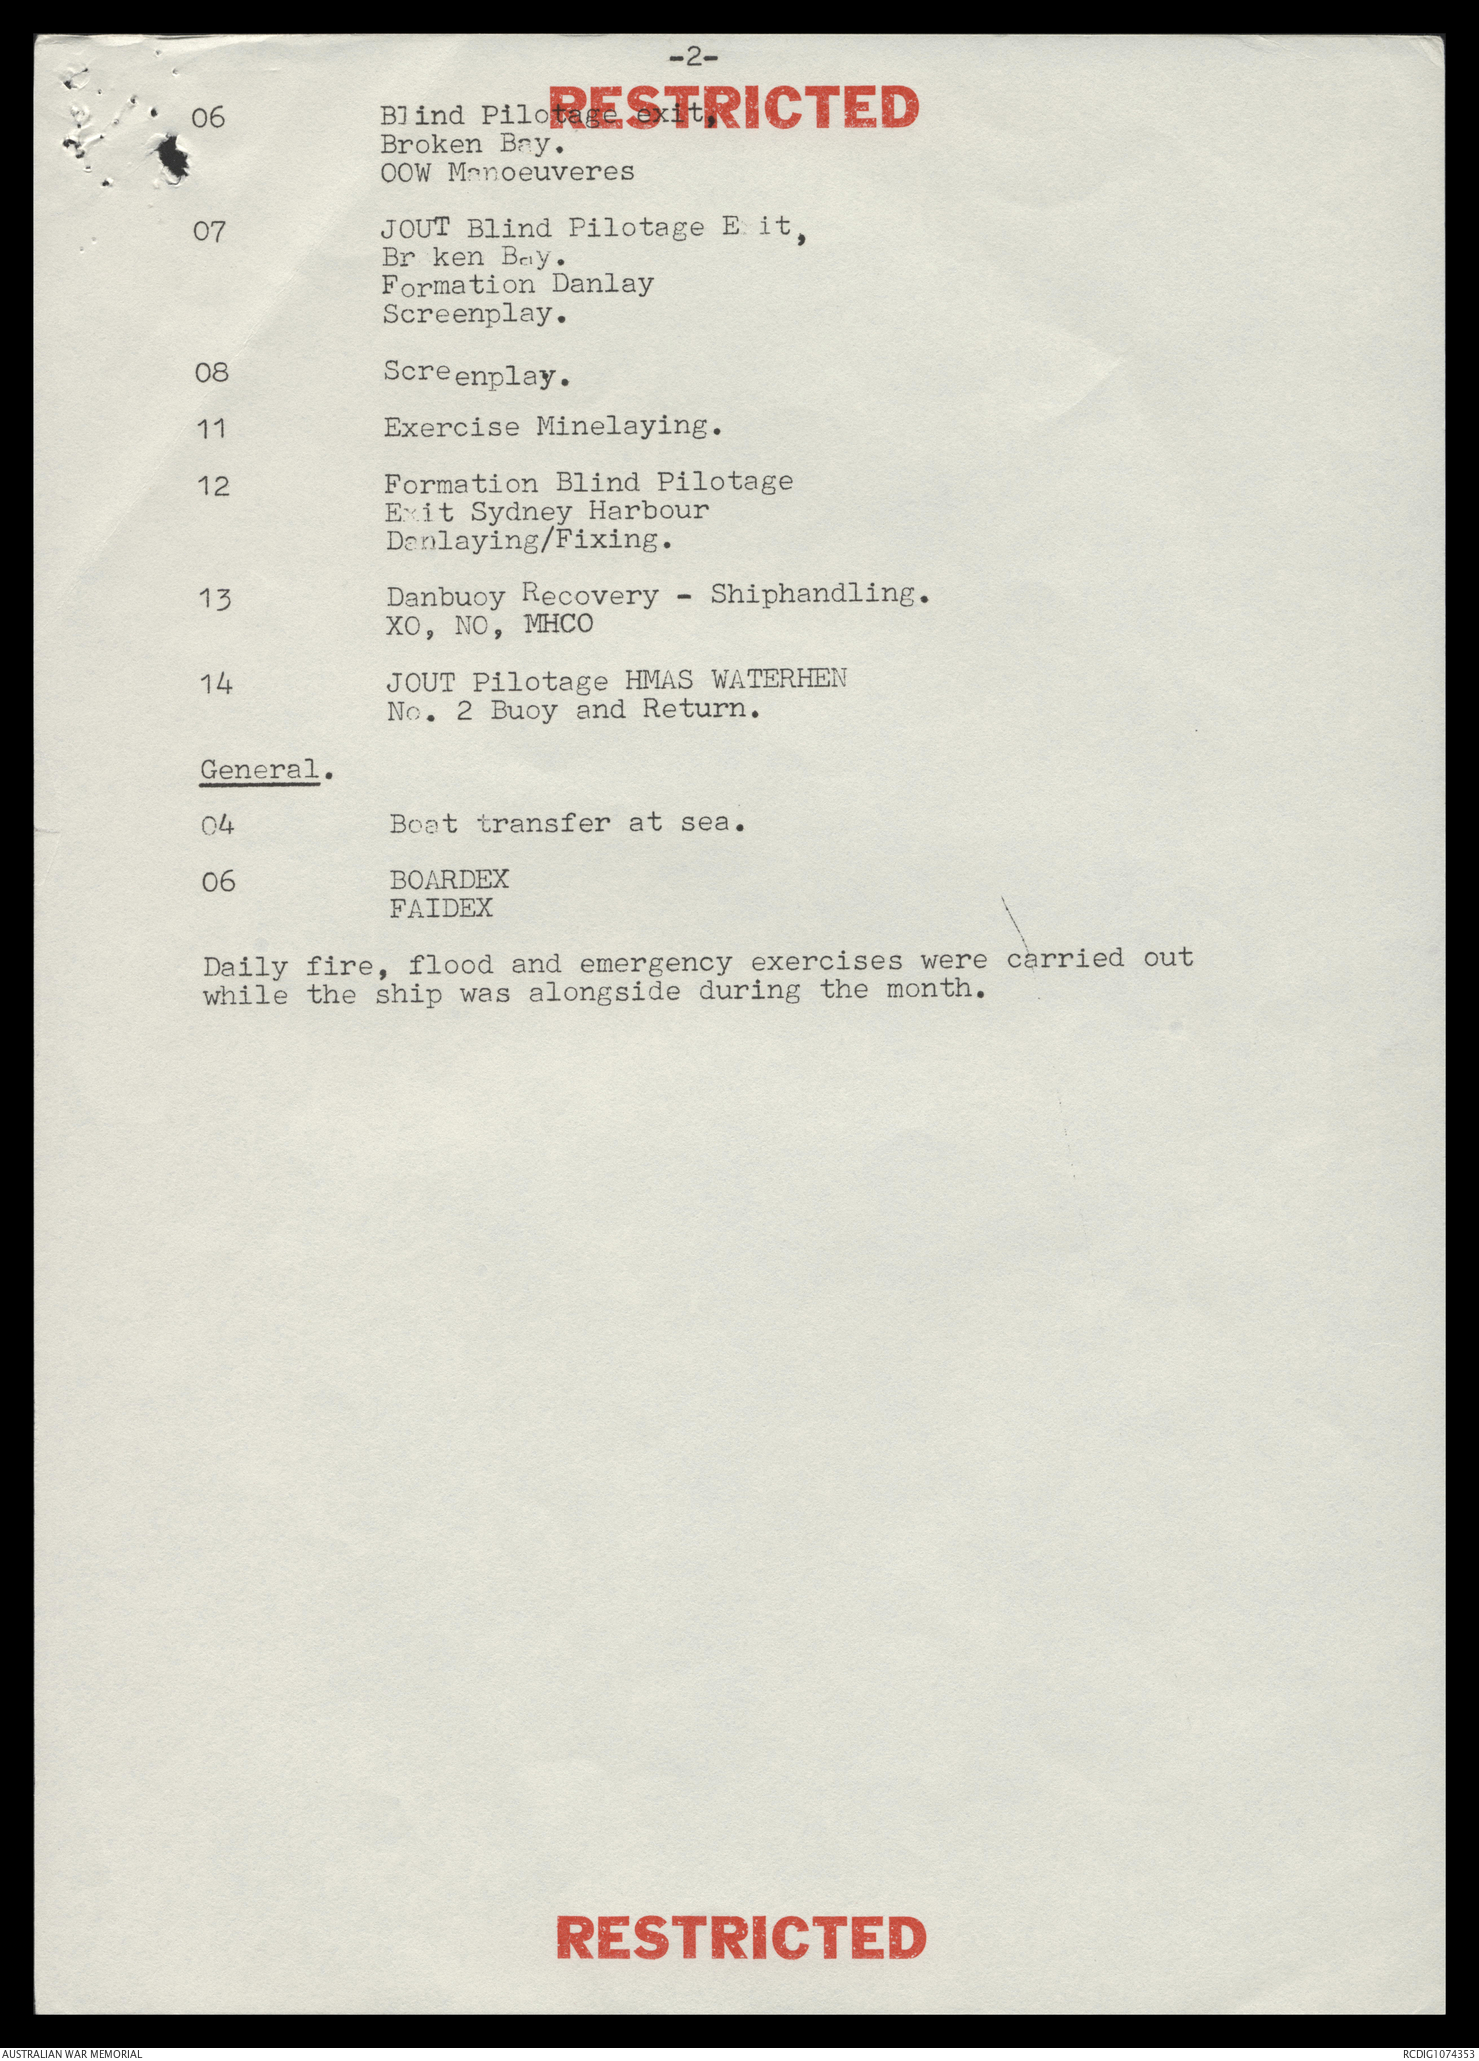 -2-
RESTRICTED
06 Blind Pilotage exit,
Broken Bay.
OOW Manoeuveres
07 JOUT Blind Pilotage Exit,
Br ken Bay.
Formation Danlay
Screenplay.
08 Screenplay.
11 Exercise Minelaying.
12 Formation Blind Pilotage
Exit Sydney Harbour
Danlaying/Fixing.
13 Danbuoy Recovery - Shiphandling.
XO, NO, MHCO
14 JOUT Pilotage HMAS WATERHEN
No. 2 Buoy and Return.
General.
04 Boat transfer at sea.
06 BOARDEX
FAIDEX
Daily fire, flood and emergency exercises were carried out
while the ship was alongside during the month.
RESTRICTED
AUSTRALIAN WAR MEMORIAL
RCDIG1074353